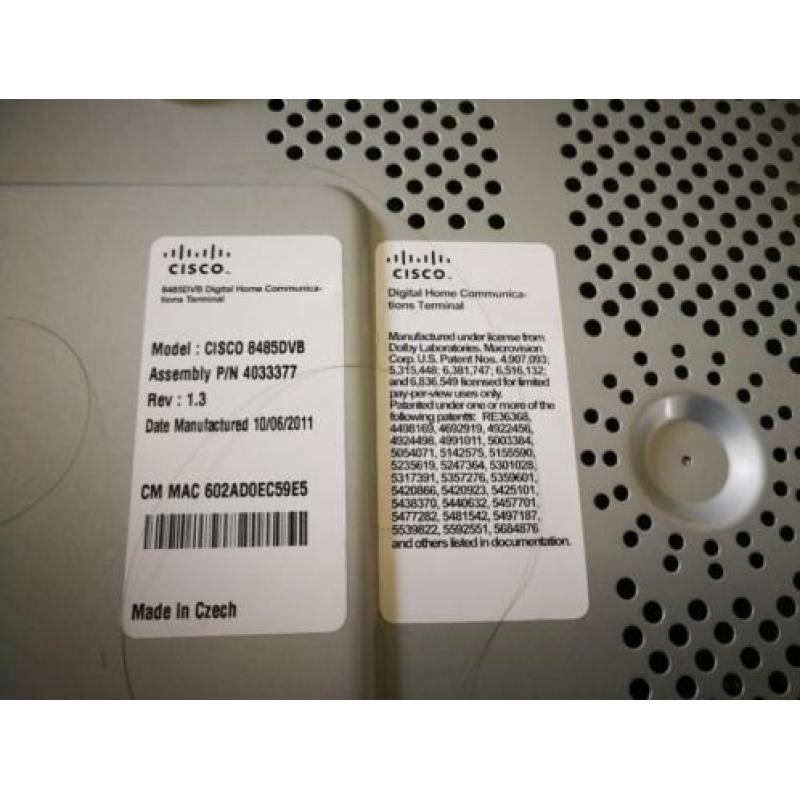 CISCO™
8485DVB Digital Home Communica-
tions Terminal
Model : CISCO 8485DVB
Assembly P/N 4033377
Rev : 1.3
Date Manufactured 10/06/2011
CM MAC 602AD0EC59E5
Made in Czech
CISCO™
Digital Home Communica-
tions Terminal
Manufactured under license from
Dolby Laboratories. Macrovision
Corp. U.S. Patent Nos. 4,907,093;
5,315,448; 6,381,747; 6,516,132;
and 6,836,549 licensed for limited
pay-per-view uses only.
Patented under one or more of the
following patents: RE36368,
4498169, 4692919, 4922456,
4924498, 4991011, 5003384,
5054071, 5142575, 5155590,
5235619, 5247364, 5301028,
5317391, 5357276, 5359601,
5420866, 5420923, 5425101,
5438370, 5440632, 5457701,
5477282, 5481542, 5497187,
5539822, 5592551, 5684876
and others listed in documentation.